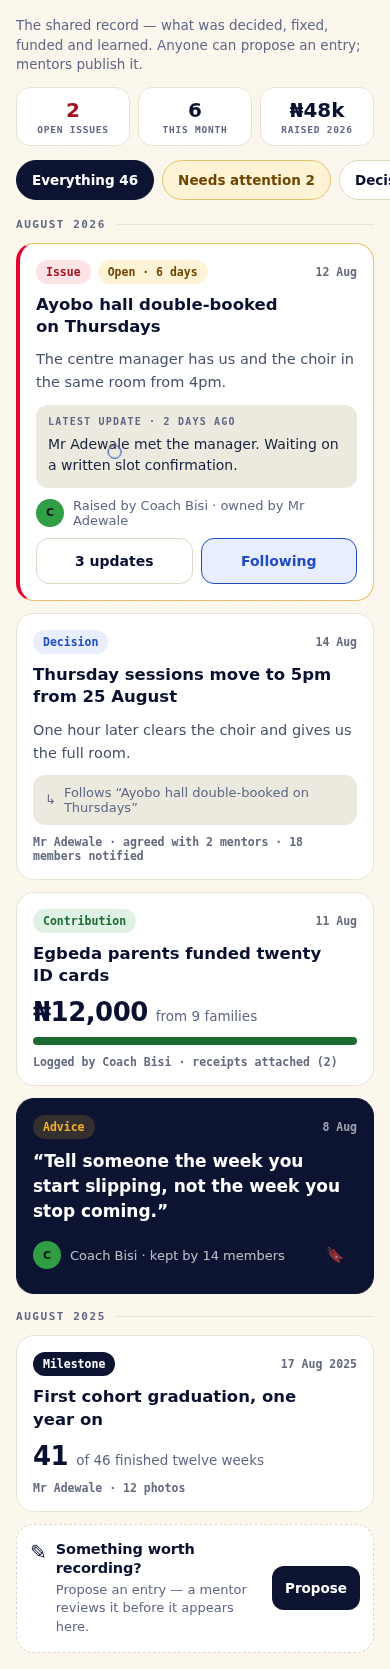 The shared record — what was decided, fixed,
funded and learned. Anyone can propose an entry;
mentors publish it.
2
OPEN ISSUES
6
THIS MONTH
₦48k
RAISED 2026
Everything 46
Needs attention 2
Decis
AUGUST 2026
Issue
Open · 6 days
12 Aug
Ayobo hall double-booked
on Thursdays
The centre manager has us and the choir in
the same room from 4pm.
LATEST UPDATE · 2 DAYS AGO
Mr Adewale met the manager. Waiting on
a written slot confirmation.
C
Raised by Coach Bisi · owned by Mr
Adewale
3 updates
Following
Decision
14 Aug
Thursday sessions move to 5pm
from 25 August
One hour later clears the choir and gives us
the full room.
↳ Follows “Ayobo hall double-booked on
Thursdays”
Mr Adewale · agreed with 2 mentors · 18
members notified
Contribution
11 Aug
Egbeda parents funded twenty
ID cards
₦12,000 from 9 families
Logged by Coach Bisi · receipts attached (2)
Advice
8 Aug
“Tell someone the week you
start slipping, not the week you
stop coming.”
C
Coach Bisi · kept by 14 members
AUGUST 2025
Milestone
17 Aug 2025
First cohort graduation, one
year on
41 of 46 finished twelve weeks
Mr Adewale · 12 photos
Something worth
recording?
Propose an entry — a mentor
reviews it before it appears
here.
Propose